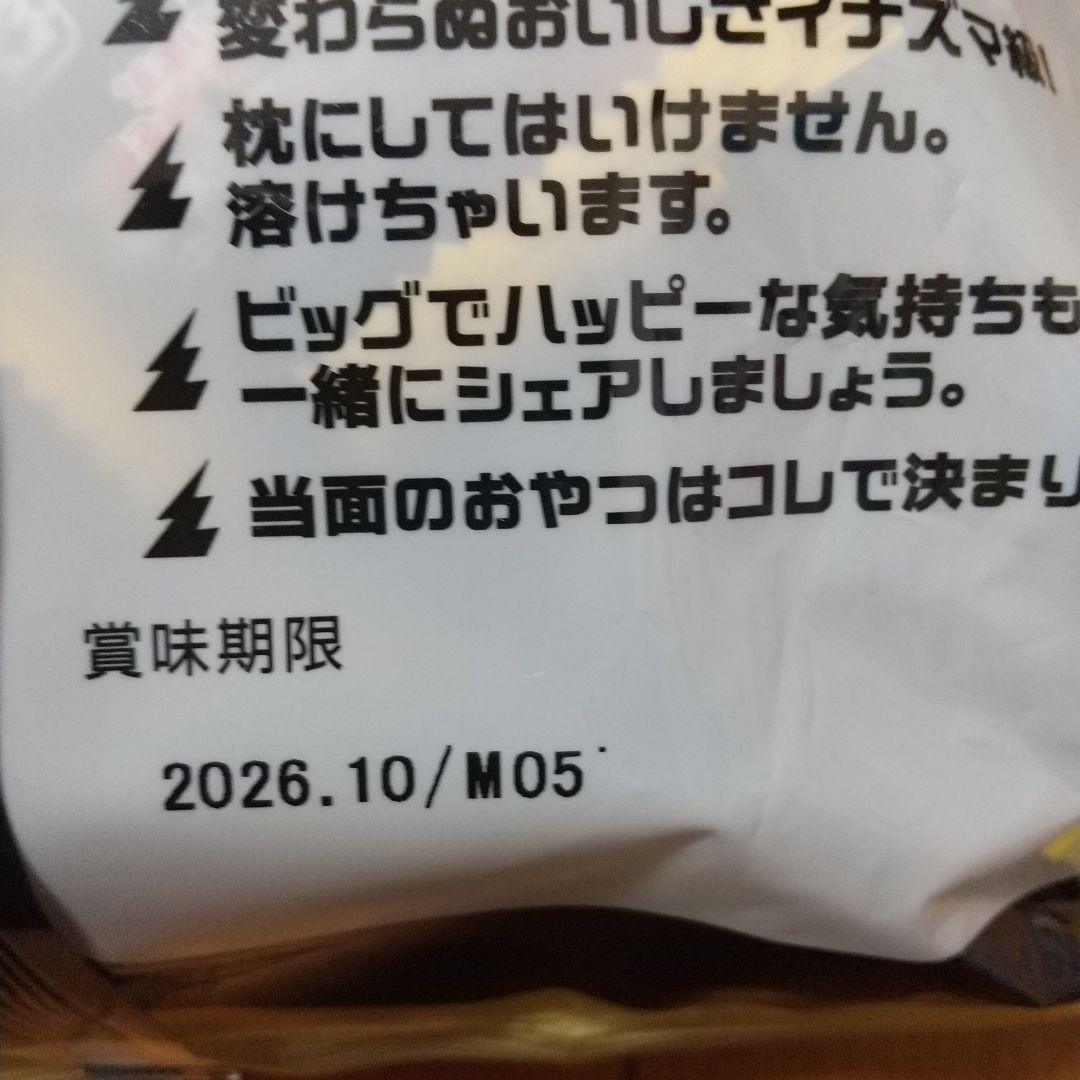 変わらぬおいしさイナズマ級!
枕にしてはいけません。
溶けちゃいます。
ビッグでハッピーな気持ちも
一緒にシェアしましょう。
当面のおやつはコレで決まり
賞味期限
2026.10/M05